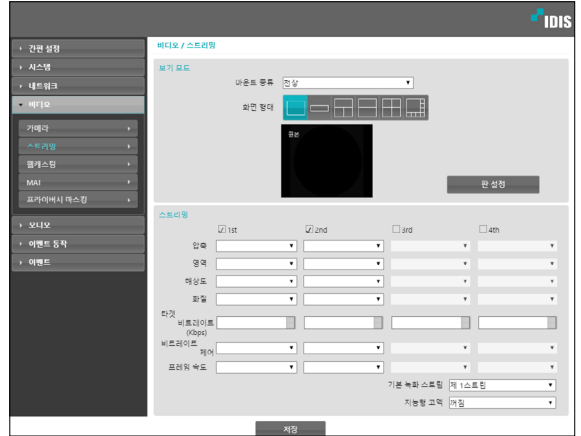 IDIS
간편 설정
시스템
네트워크
비디오
카메라
스트리밍
웹캐스팅
MAI
프라이버시 마스킹
오디오
이벤트 동작
이벤트
비디오 / 스트리밍
보기 모드
마운트 종류 천장
화면 형태
원본
판 설정
스트리밍
1st 2nd 3rd 4th
압축
영역
해상도
화질
타겟
비트레이트
(Kbps)
비트레이트
제어
프레임 속도
기본 녹화 스트림 제 1스트림
지능형 코덱 꺼짐
저장